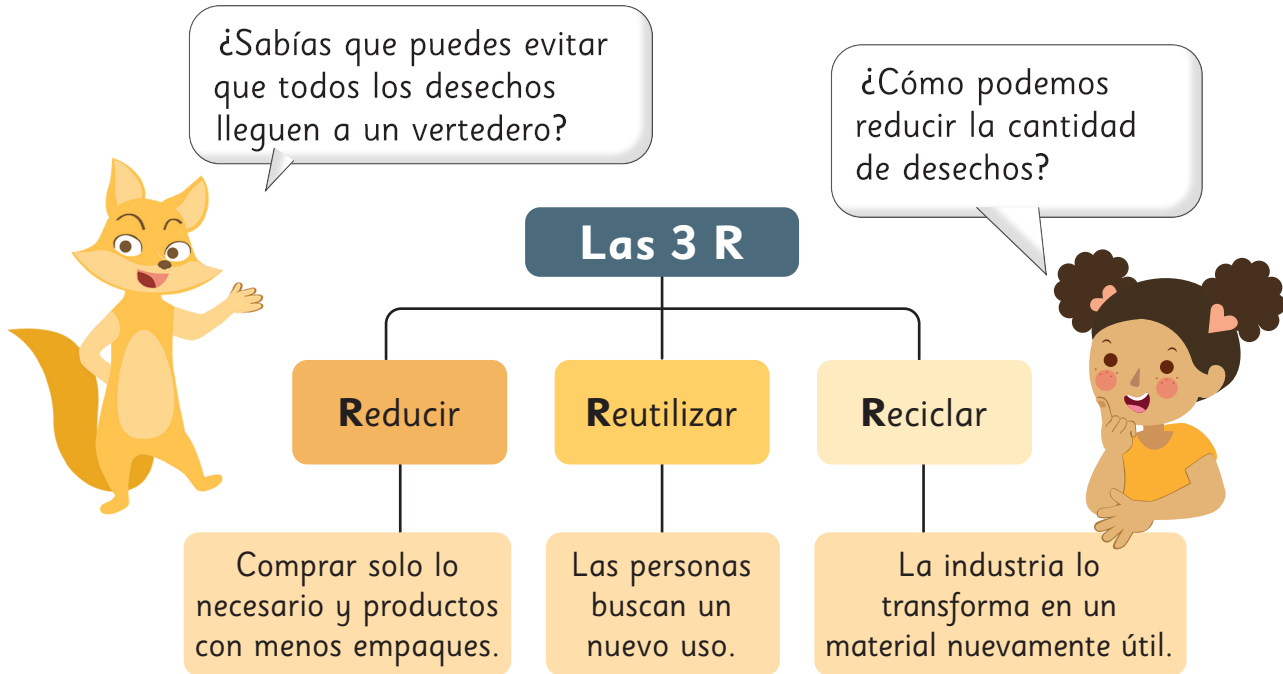 ¿Sabías que puedes evitar
que todos los desechos
lleguen a un vertedero?
¿Cómo podemos
reducir la cantidad
de desechos?
Las 3 R
Reducir
Reutilizar
Reciclar
Comprar solo lo
necesario y productos
con menos empaques.
Las personas
buscan un
nuevo uso.
La industria lo
transforma en un
material nuevamente útil.